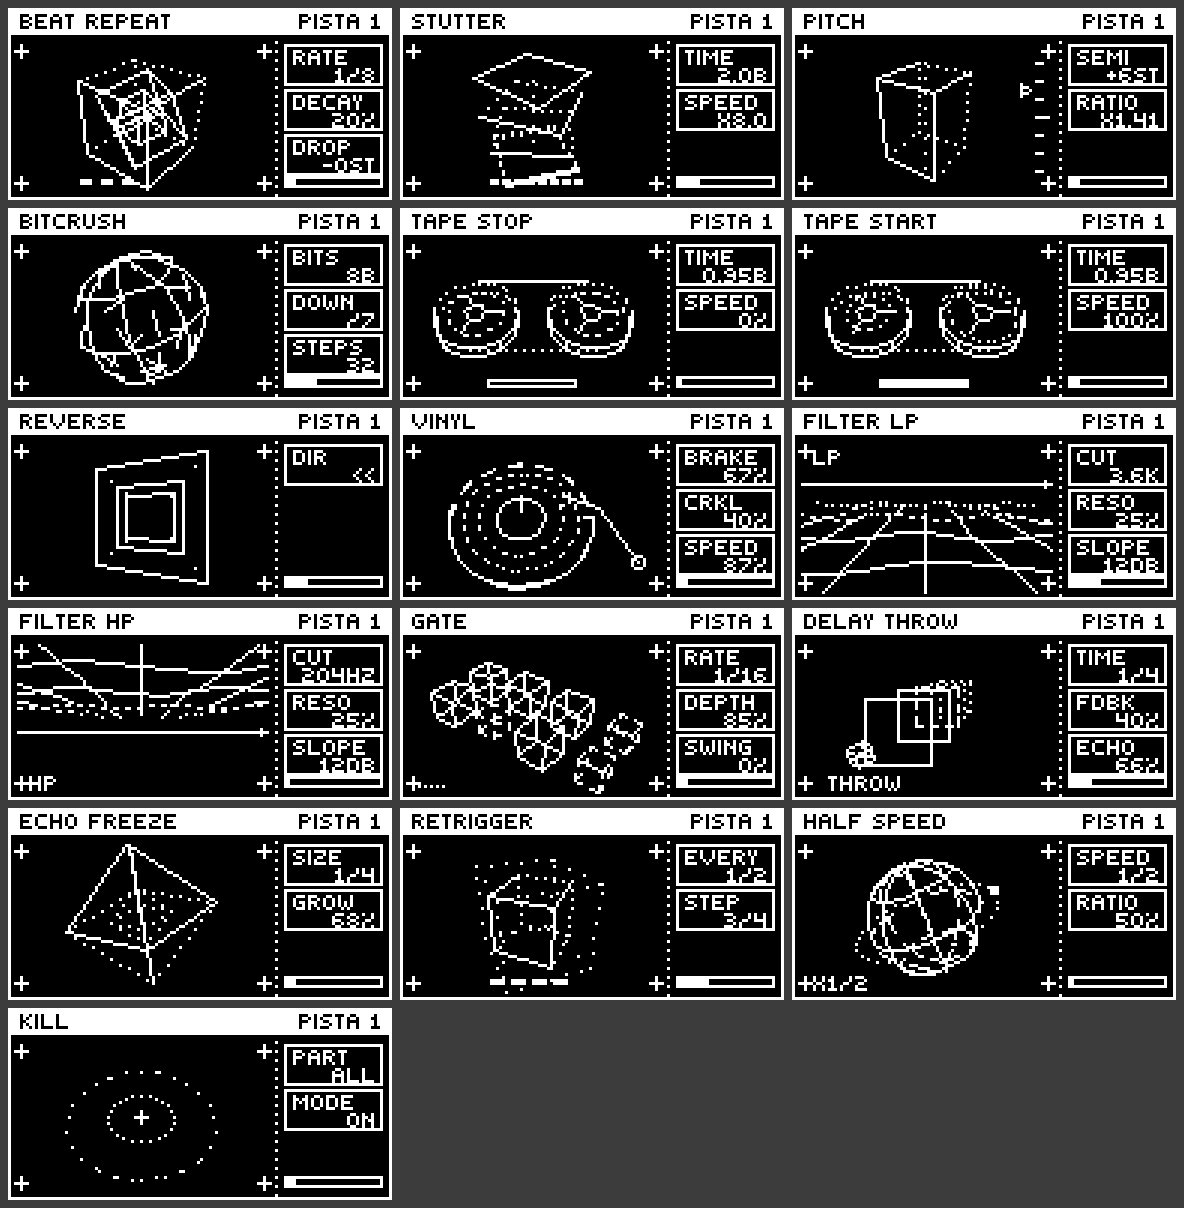 BEAT REPEAT PISTA 1
RATE
1/8
DECAY
20%
DROP
-0ST
STUTTER PISTA 1
TIME
2.0B
SPEED
X8.0
PITCH PISTA 1
SEMI
+6ST
RATIO
X1.41
BITCRUSH PISTA 1
BITS
8B
DOWN
/7
STEPS
32
TAPE STOP PISTA 1
TIME
0.95B
SPEED
0%
TAPE START PISTA 1
TIME
0.95B
SPEED
100%
REVERSE PISTA 1
DIR
<<
VINYL PISTA 1
BRAKE
67%
CRKL
40%
SPEED
87%
FILTER LP PISTA 1
LP
CUT
3.6K
RESO
25%
SLOPE
12DB
FILTER HP PISTA 1
CUT
204HZ
RESO
25%
SLOPE
12DB
HP
GATE PISTA 1
RATE
1/16
DEPTH
85%
SWING
0%
DELAY THROW PISTA 1
TIME
1/4
FDBK
40%
ECHO
66%
THROW
ECHO FREEZE PISTA 1
SIZE
1/4
GROW
68%
RETRIGGER PISTA 1
EVERY
1/2
STEP
3/4
HALF SPEED PISTA 1
SPEED
1/2
RATIO
50%
X1/2
KILL PISTA 1
PART
ALL
MODE
ON